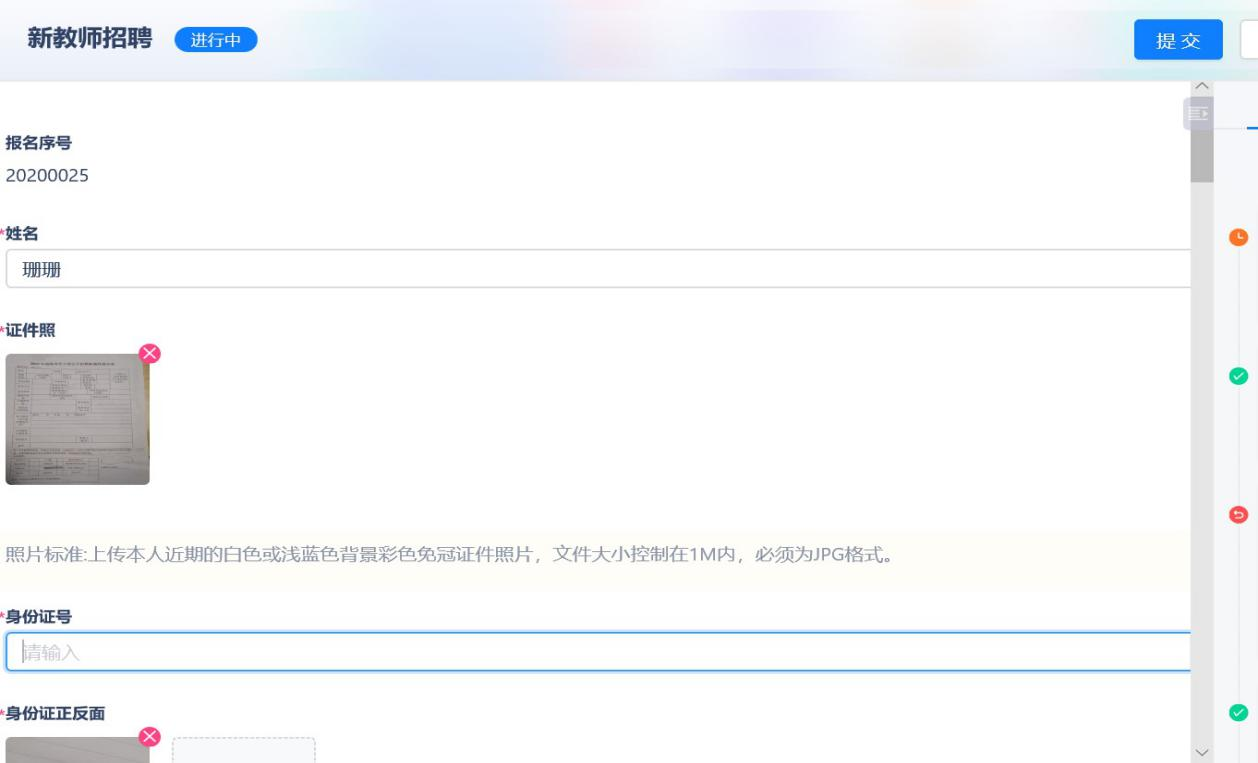 新教师招聘
进行中
提 交
报名序号
20200025
*姓名
珊珊
*证件照
照片标准:上传本人近期的白色或浅蓝色背景彩色免冠证件照片，文件大小控制在1M内，必须为JPG格式。
*身份证号
请输入
*身份证正反面